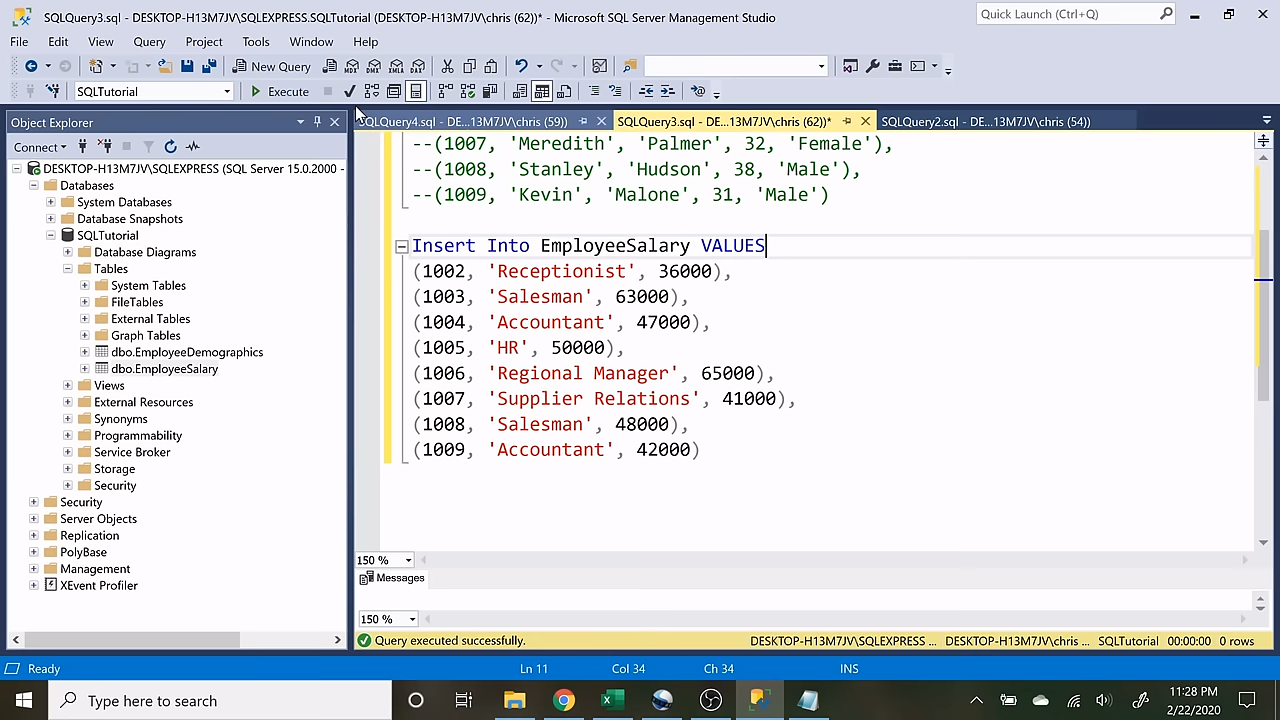 SQLQuery3.sql - DESKTOP-H13M7JV\SQLEXPRESS.SQLTutorial (DESKTOP-H13M7JV\chris (62))* - Microsoft SQL Server Management Studio
Quick Launch (Ctrl+Q)
File Edit View Query Project Tools Window Help
New Query
SQLTutorial
Execute
Object Explorer
SQLQuery4.sql - DE...13M7JV\chris (59))
SQLQuery3.sql - DE...13M7JV\chris (62))*
SQLQuery2.sql - DE...13M7JV\chris (54))
Connect
DESKTOP-H13M7JV\SQLEXPRESS (SQL Server 15.0.2000 -
Databases
System Databases
Database Snapshots
SQLTutorial
Database Diagrams
Tables
System Tables
FileTables
External Tables
Graph Tables
dbo.EmployeeDemographics
dbo.EmployeeSalary
Views
External Resources
Synonyms
Programmability
Service Broker
Storage
Security
Security
Server Objects
Replication
PolyBase
Management
XEvent Profiler
--(1007, 'Meredith', 'Palmer', 32, 'Female'),
--(1008, 'Stanley', 'Hudson', 38, 'Male'),
--(1009, 'Kevin', 'Malone', 31, 'Male')
Insert Into EmployeeSalary VALUES
(1002, 'Receptionist', 36000),
(1003, 'Salesman', 63000),
(1004, 'Accountant', 47000),
(1005, 'HR', 50000),
(1006, 'Regional Manager', 65000),
(1007, 'Supplier Relations', 41000),
(1008, 'Salesman', 48000),
(1009, 'Accountant', 42000)
150 %
Messages
150 %
Query executed successfully.
DESKTOP-H13M7JV\SQLEXPRESS ... DESKTOP-H13M7JV\chris ... SQLTutorial 00:00:00 0 rows
Ready Ln 11 Col 34 Ch 34 INS
Type here to search
11:28 PM
2/22/2020